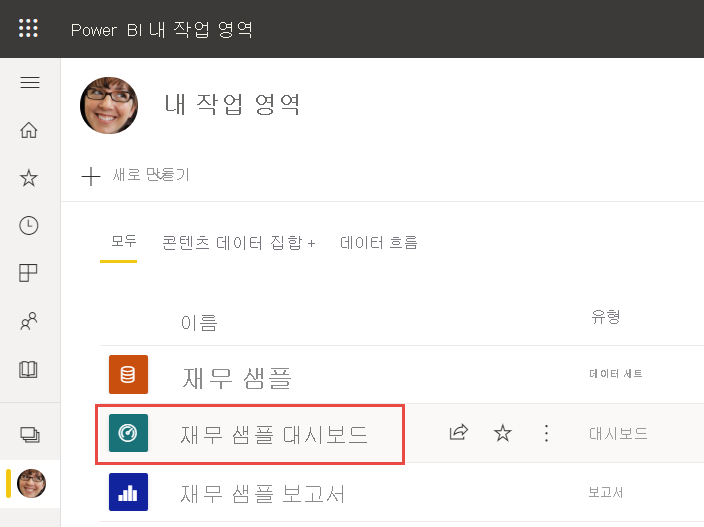 Power BI 내 작업 영역
내 작업 영역
새로 만들기
모두 콘텐츠 데이터 집합 + 데이터 흐름
이름 유형
재무 샘플 데이터 세트
재무 샘플 대시보드 대시보드
재무 샘플 보고서 보고서